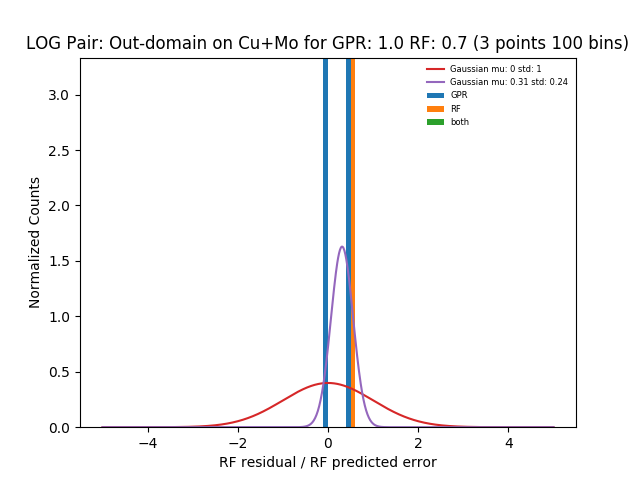 LOG Pair: Out-domain on Cu+Mo for GPR: 1.0 RF: 0.7 (3 points 100 bins)
Gaussian mu: 0 std: 1
Gaussian mu: 0.31 std: 0.24
GPR
RF
both
Normalized Counts
3.0
2.5
2.0
1.5
1.0
0.5
0.0
−4
−2
0
2
4
RF residual / RF predicted error